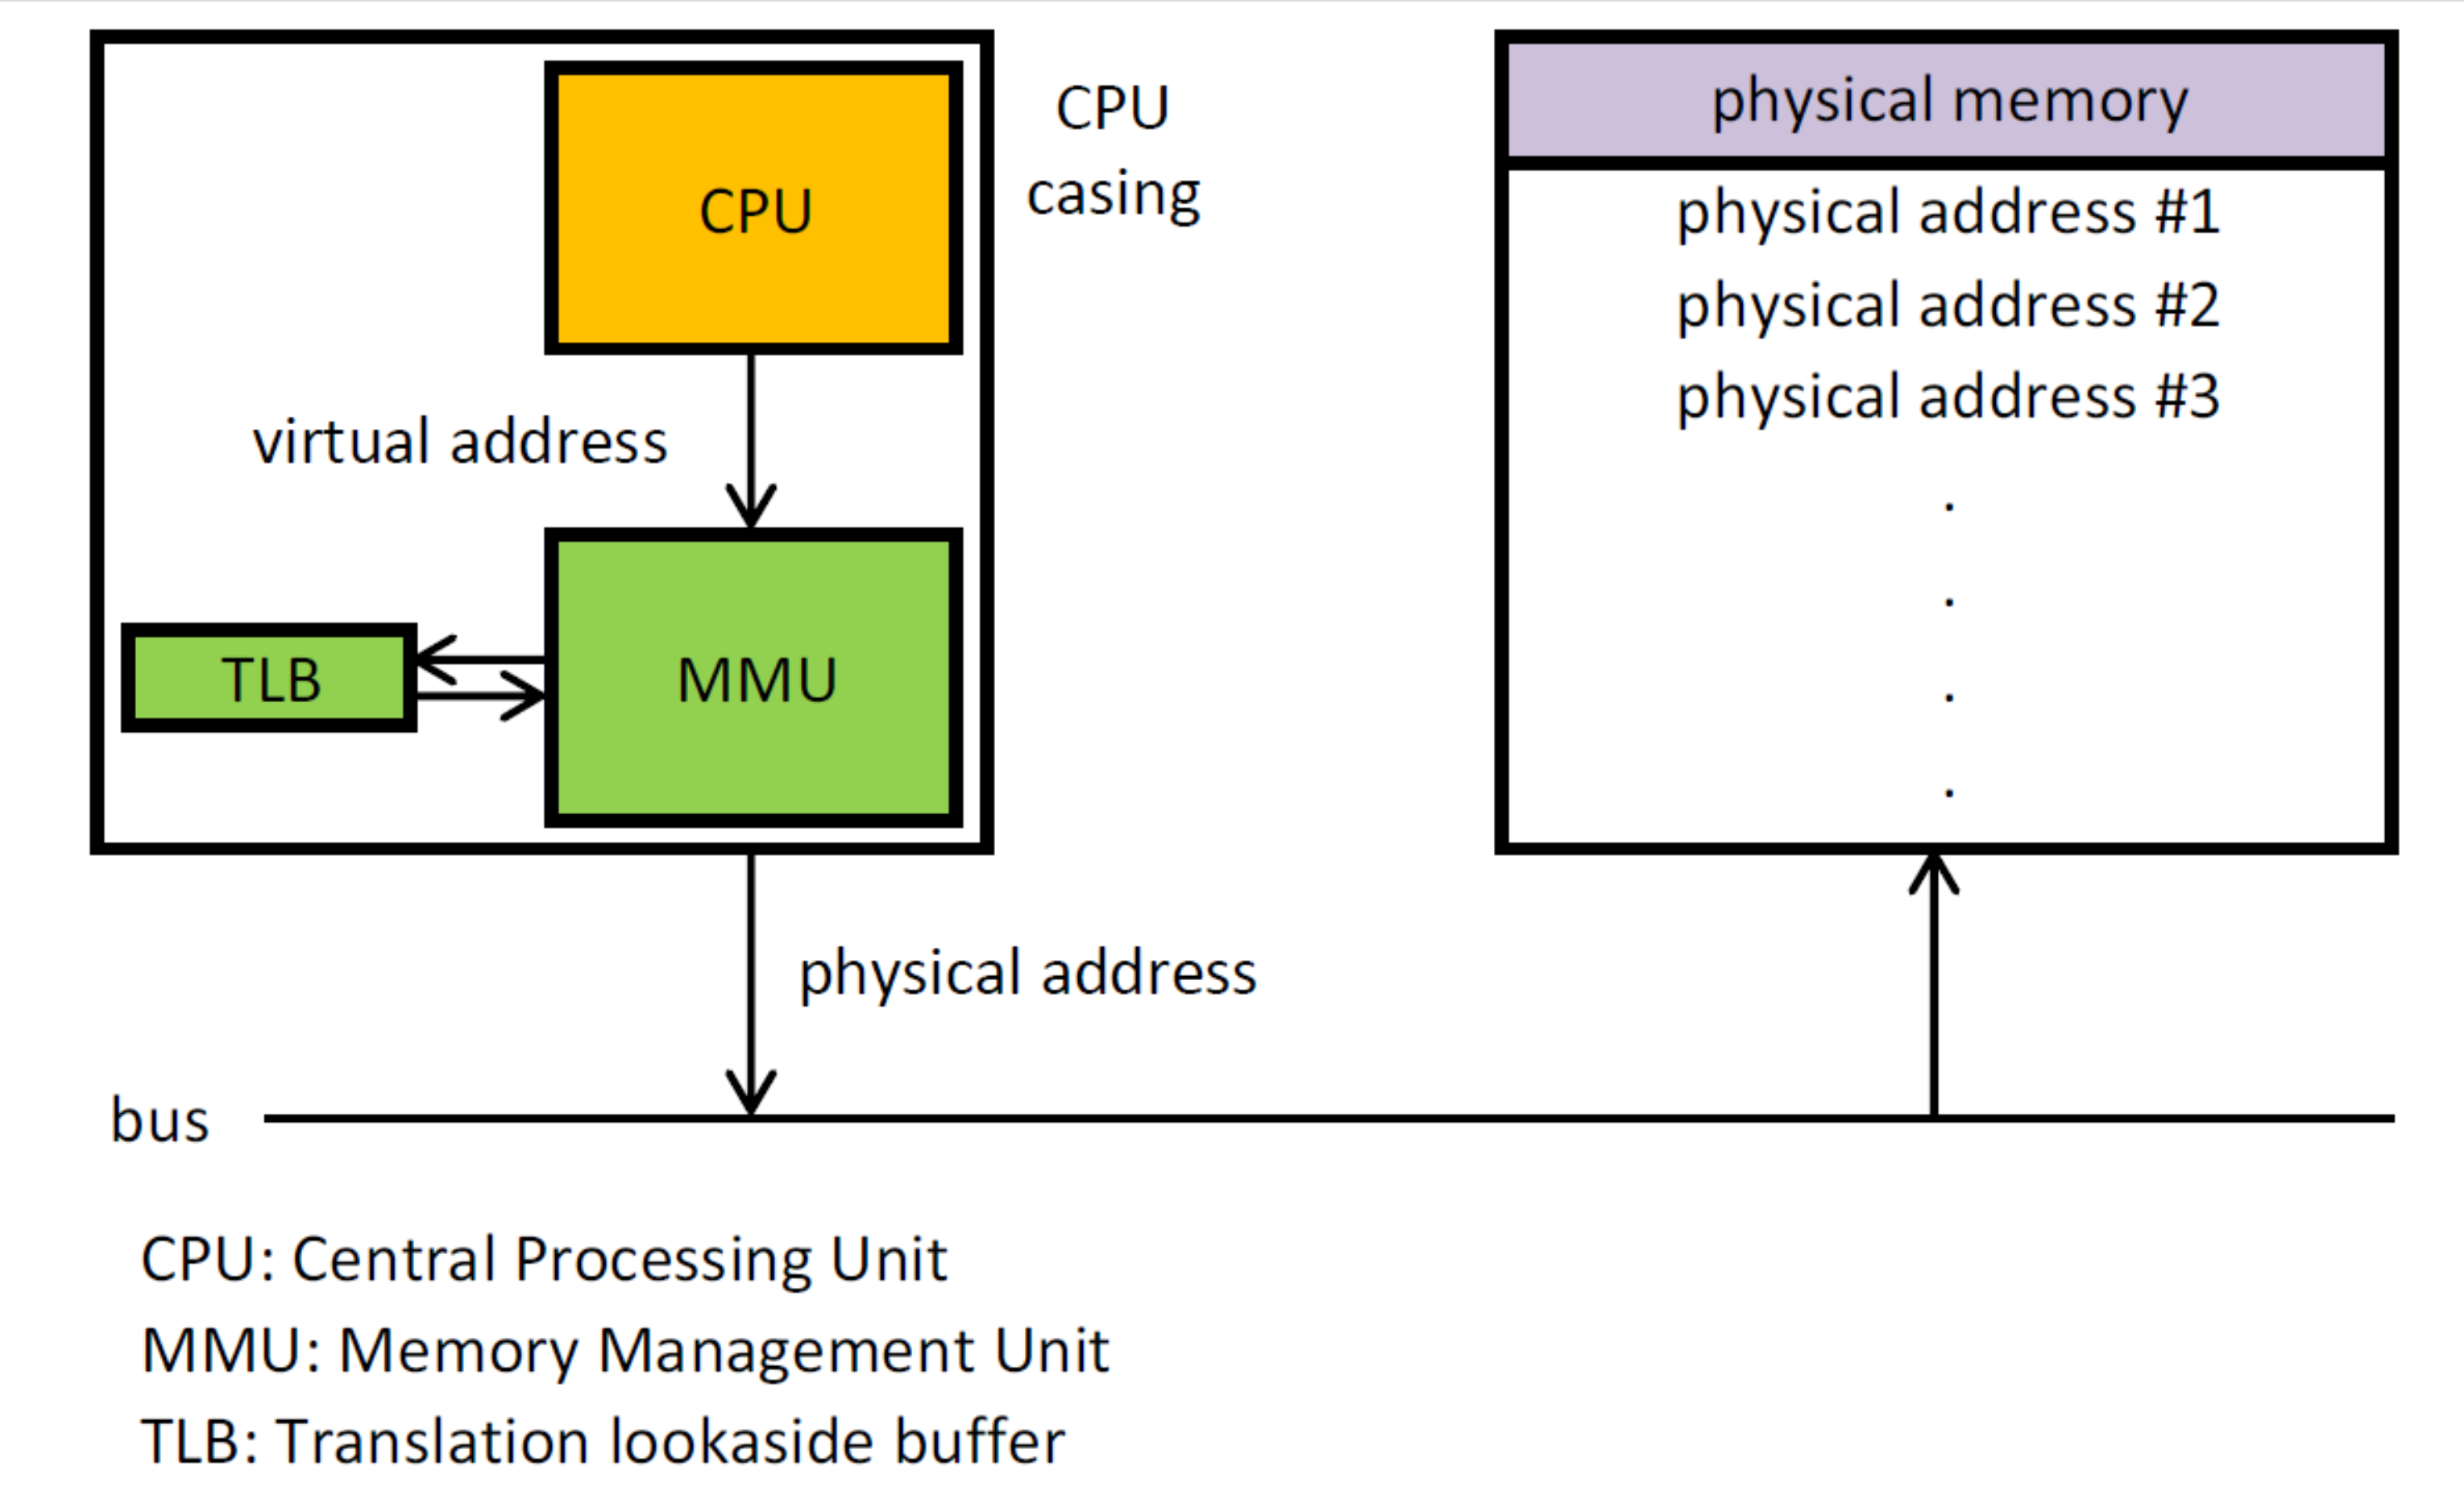 CPU
CPU
casing
virtual address
TLB
MMU
physical memory
physical address #1
physical address #2
physical address #3
.
.
.
.
physical address
bus
CPU: Central Processing Unit
MMU: Memory Management Unit
TLB: Translation lookaside buffer